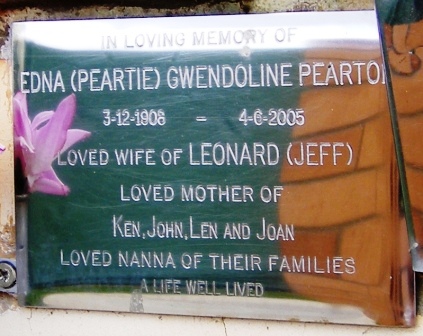 IN LOVING MEMORY OF
EDNA (PEARTIE) GWENDOLINE PEARTO
3-12-1908 - 4-6-2005
LOVED WIFE OF LEONARD (JEFF)
LOVED MOTHER OF
KEN, JOHN, LEN AND JOAN
LOVED NANNA OF THEIR FAMILIES
A LIFE WELL LIVED